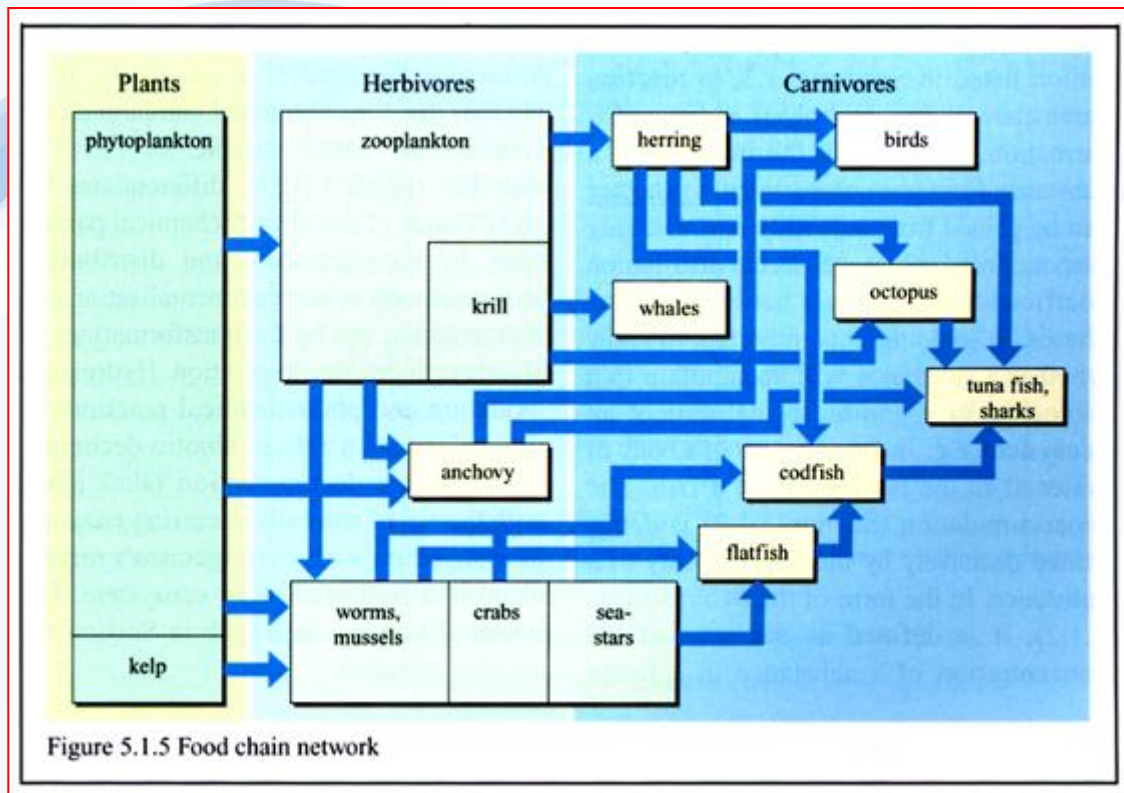 Plants
Herbivores
Carnivores
phytoplankton
zooplankton
herring
birds
krill
whales
octopus
tuna fish,
sharks
anchovy
codfish
flatfish
worms,
mussels
crabs
sea-
stars
kelp
Figure 5.1.5 Food chain network